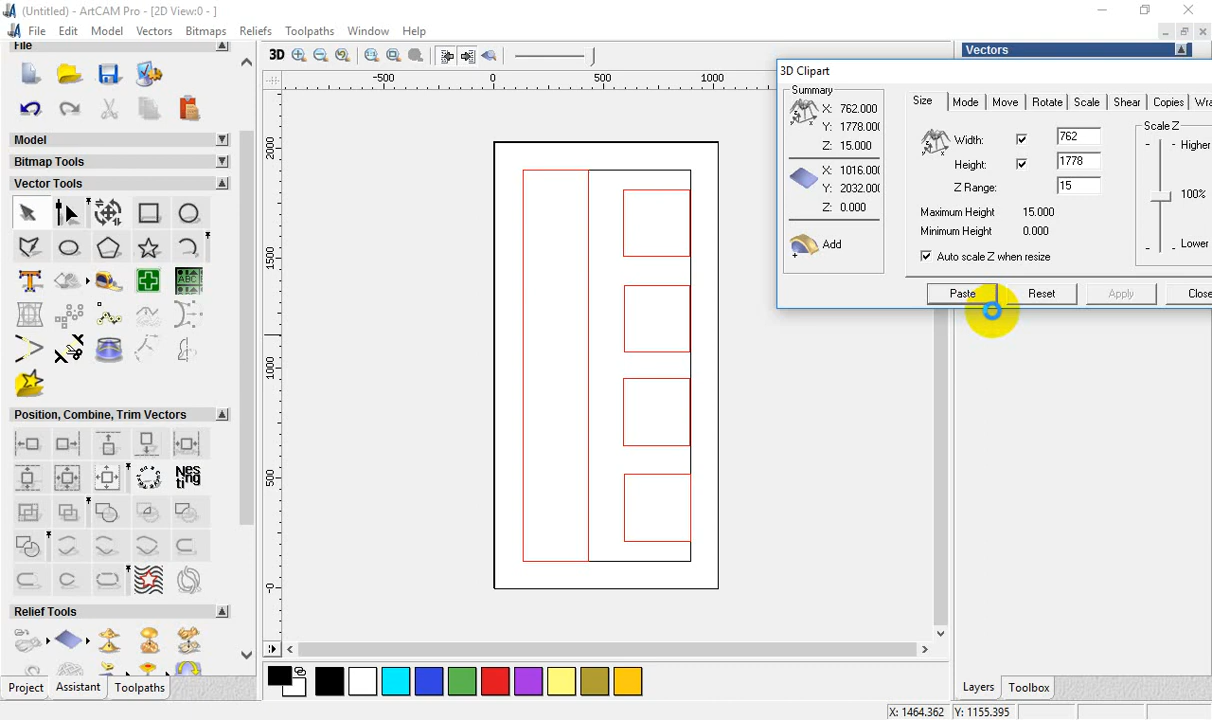 (Untitled) - ArtCAM Pro - [2D View:0 - ]
File Edit Model Vectors Bitmaps Reliefs Toolpaths Window Help
File
3D
Model
Bitmap Tools
Vector Tools
ABC
Position, Combine, Trim Vectors
Nes
ting
Relief Tools
Project Assistant Toolpaths
-500 0 500 1000
2000
1500
1000
500
-0
Vectors
3D Clipart
Summary
X: 762.000
Y: 1778.00(
Z: 15.000
X: 1016.00(
Y: 2032.00(
Z: 0.000
Add
Size Mode Move Rotate Scale Shear Copies Wra
Width: 762
Height: 1778
Z Range: 15
Maximum Height 15.000
Minimum Height 0.000
Auto scale Z when resize
Scale Z
Higher
100%
Lower
Paste Reset Apply Close
Layers Toolbox
X: 1464.362 Y: 1155.395